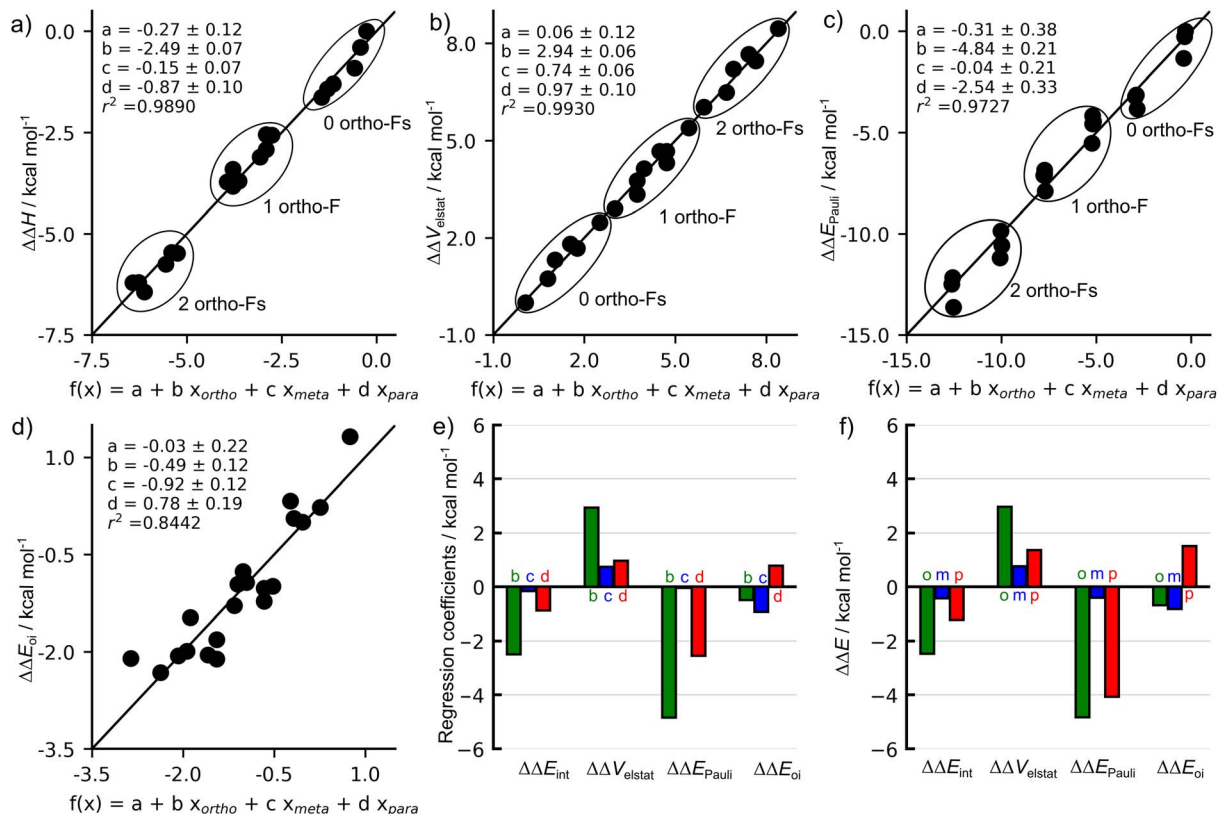 a)
a = -0.27 ± 0.12
b = -2.49 ± 0.07
c = -0.15 ± 0.07
d = -0.87 ± 0.10
r² =0.9890
0 ortho-Fs
1 ortho-F
2 ortho-Fs
ΔΔH / kcal mol⁻¹
0.0
-2.5
-5.0
-7.5
-7.5 -5.0 -2.5 0.0
f(x) = a + b x_ortho + c x_meta + d x_para
b)
a = 0.06 ± 0.12
b = 2.94 ± 0.06
c = 0.74 ± 0.06
d = 0.97 ± 0.10
r² =0.9930
2 ortho-Fs
1 ortho-F
0 ortho-Fs
ΔΔV_elstat / kcal mol⁻¹
8.0
5.0
2.0
-1.0
-1.0 2.0 5.0 8.0
f(x) = a + b x_ortho + c x_meta + d x_para
c)
a = -0.31 ± 0.38
b = -4.84 ± 0.21
c = -0.04 ± 0.21
d = -2.54 ± 0.33
r² =0.9727
0 ortho-Fs
1 ortho-F
2 ortho-Fs
ΔΔE_Pauli / kcal mol⁻¹
0.0
-5.0
-10.0
-15.0
-15.0 -10.0 -5.0 0.0
f(x) = a + b x_ortho + c x_meta + d x_para
d)
a = -0.03 ± 0.22
b = -0.49 ± 0.12
c = -0.92 ± 0.12
d = 0.78 ± 0.19
r² =0.8442
ΔΔE_oi / kcal mol⁻¹
1.0
-0.5
-2.0
-3.5
-3.5 -2.0 -0.5 1.0
f(x) = a + b x_ortho + c x_meta + d x_para
e)
Regression coefficients / kcal mol⁻¹
6
4
2
0
−2
−4
−6
b c d
b c d
b c d
b c
d
ΔΔE_int ΔΔV_elstat ΔΔE_Pauli ΔΔE_oi
f)
ΔΔE / kcal mol⁻¹
6
4
2
0
−2
−4
−6
o m p
o m p
o m p
o m
p
ΔΔE_int ΔΔV_elstat ΔΔE_Pauli ΔΔE_oi